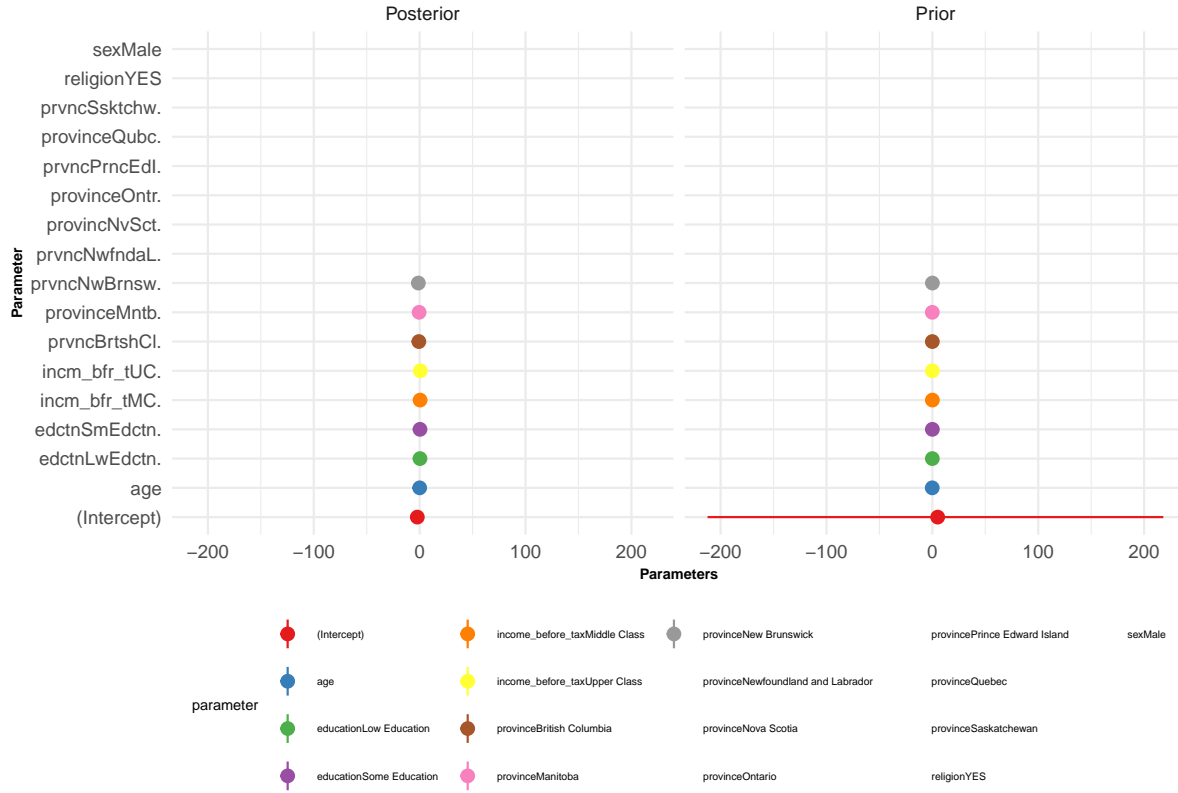 Posterior
Prior
sexMale
religionYES
prvncSsktchw.
provinceQubc.
prvncPrncEdI.
provinceOntr.
provincNvSct.
prvncNwfndaL.
prvncNwBrnsw.
provinceMntb.
prvncBrtshCl.
incm_bfr_tUC.
incm_bfr_tMC.
edctnSmEdctn.
edctnLwEdctn.
age
(Intercept)
Parameter
−200 −100 0 100 200
−200 −100 0 100 200
Parameters
parameter
(Intercept)
age
educationLow Education
educationSome Education
income_before_taxMiddle Class
income_before_taxUpper Class
provinceBritish Columbia
provinceManitoba
provinceNew Brunswick
provinceNewfoundland and Labrador
provinceNova Scotia
provinceOntario
provincePrince Edward Island
provinceQuebec
provinceSaskatchewan
religionYES
sexMale